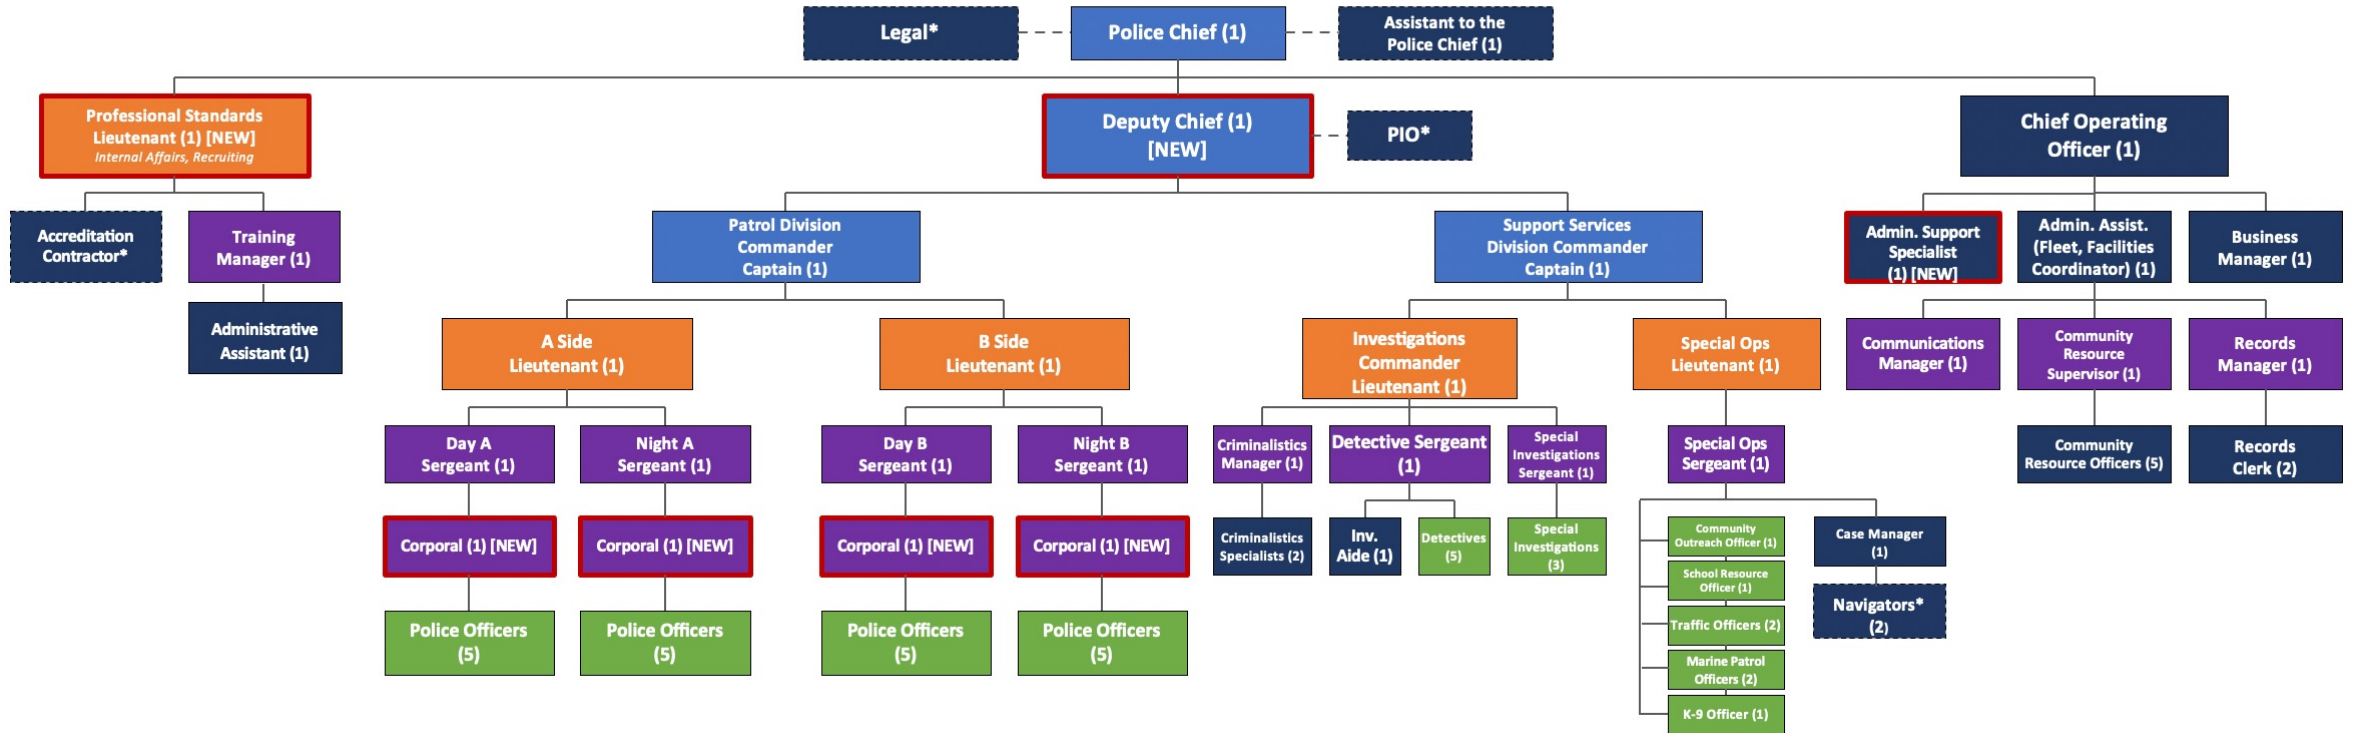 Legal*
Police Chief (1)
Assistant to the
Police Chief (1)
Professional Standards
Lieutenant (1) [NEW]
Internal Affairs, Recruiting
Deputy Chief (1)
[NEW]
PIO*
Chief Operating
Officer (1)
Accreditation
Contractor*
Training
Manager (1)
Administrative
Assistant (1)
Patrol Division
Commander
Captain (1)
Support Services
Division Commander
Captain (1)
Admin. Support
Specialist
(1) [NEW]
Admin. Assist.
(Fleet, Facilities
Coordinator) (1)
Business
Manager (1)
A Side
Lieutenant (1)
B Side
Lieutenant (1)
Investigations
Commander
Lieutenant (1)
Special Ops
Lieutenant (1)
Communications
Manager (1)
Community
Resource
Supervisor (1)
Records
Manager (1)
Day A
Sergeant (1)
Night A
Sergeant (1)
Day B
Sergeant (1)
Night B
Sergeant (1)
Criminalistics
Manager (1)
Detective Sergeant
(1)
Special
Investigations
Sergeant (1)
Special Ops
Sergeant (1)
Community
Resource Officers (5)
Records
Clerk (2)
Corporal (1) [NEW]
Corporal (1) [NEW]
Corporal (1) [NEW]
Corporal (1) [NEW]
Criminalistics
Specialists (2)
Inv.
Aide (1)
Detectives
(5)
Special
Investigations
(3)
Community
Outreach Officer (1)
School Resource
Officer (1)
Traffic Officers (2)
Marine Patrol
Officers (2)
K-9 Officer (1)
Case Manager
(1)
Navigators*
(2)
Police Officers
(5)
Police Officers
(5)
Police Officers
(5)
Police Officers
(5)